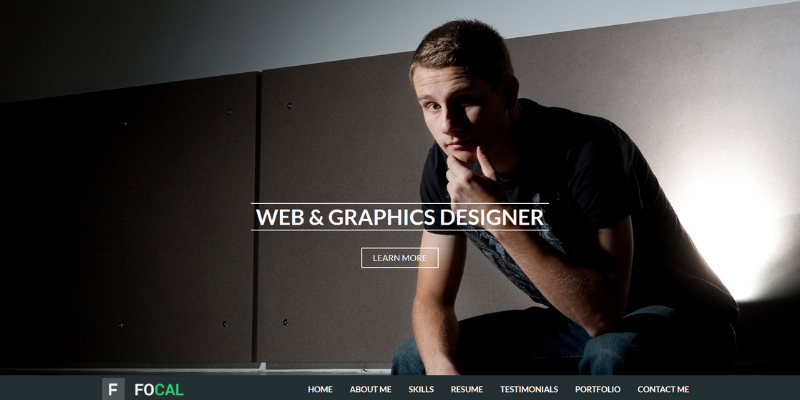 WEB & GRAPHICS DESIGNER
LEARN MORE
F FOCAL HOME ABOUT ME SKILLS RESUME TESTIMONIALS PORTFOLIO CONTACT ME